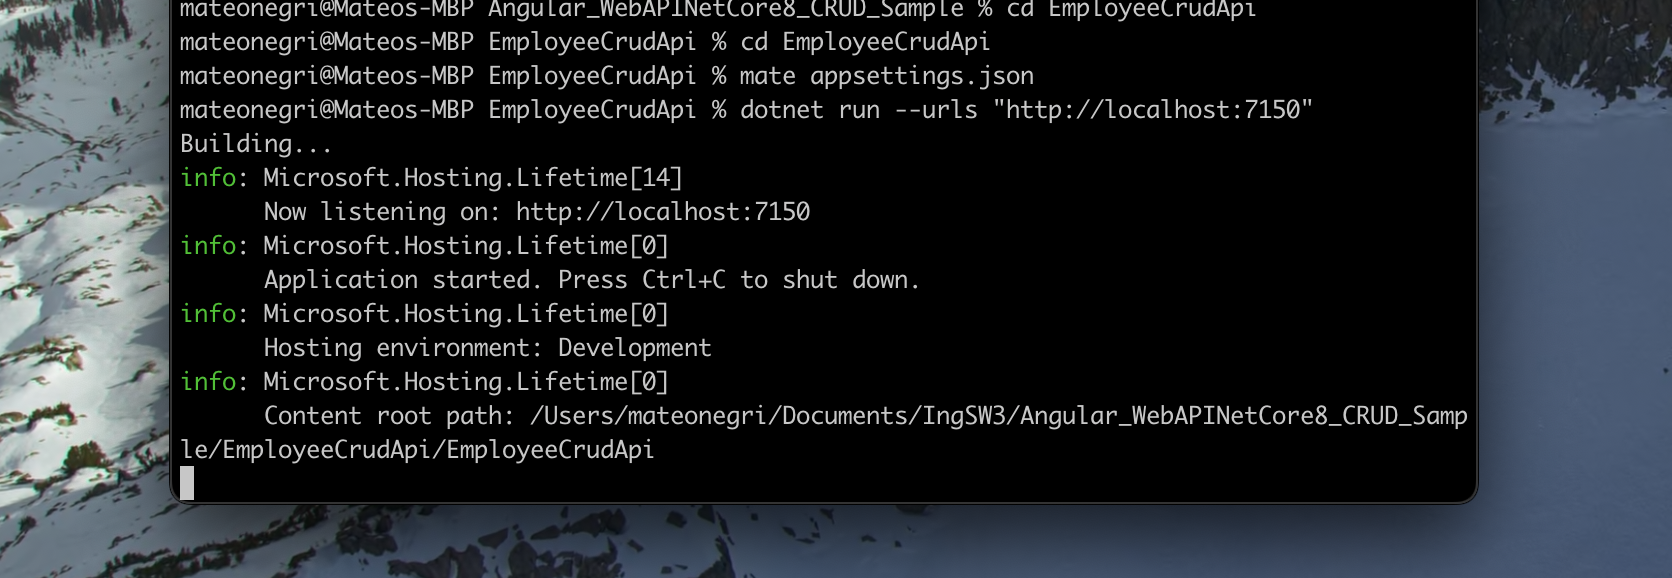 mateonegri@Mateos-MBP Angular_WebAPINetCore8_CRUD_Sample % cd EmployeeCrudApi
mateonegri@Mateos-MBP EmployeeCrudApi % cd EmployeeCrudApi
mateonegri@Mateos-MBP EmployeeCrudApi % mate appsettings.json
mateonegri@Mateos-MBP EmployeeCrudApi % dotnet run --urls "http://localhost:7150"
Building...
info: Microsoft.Hosting.Lifetime[14]
      Now listening on: http://localhost:7150
info: Microsoft.Hosting.Lifetime[0]
      Application started. Press Ctrl+C to shut down.
info: Microsoft.Hosting.Lifetime[0]
      Hosting environment: Development
info: Microsoft.Hosting.Lifetime[0]
      Content root path: /Users/mateonegri/Documents/IngSW3/Angular_WebAPINetCore8_CRUD_Samp
le/EmployeeCrudApi/EmployeeCrudApi